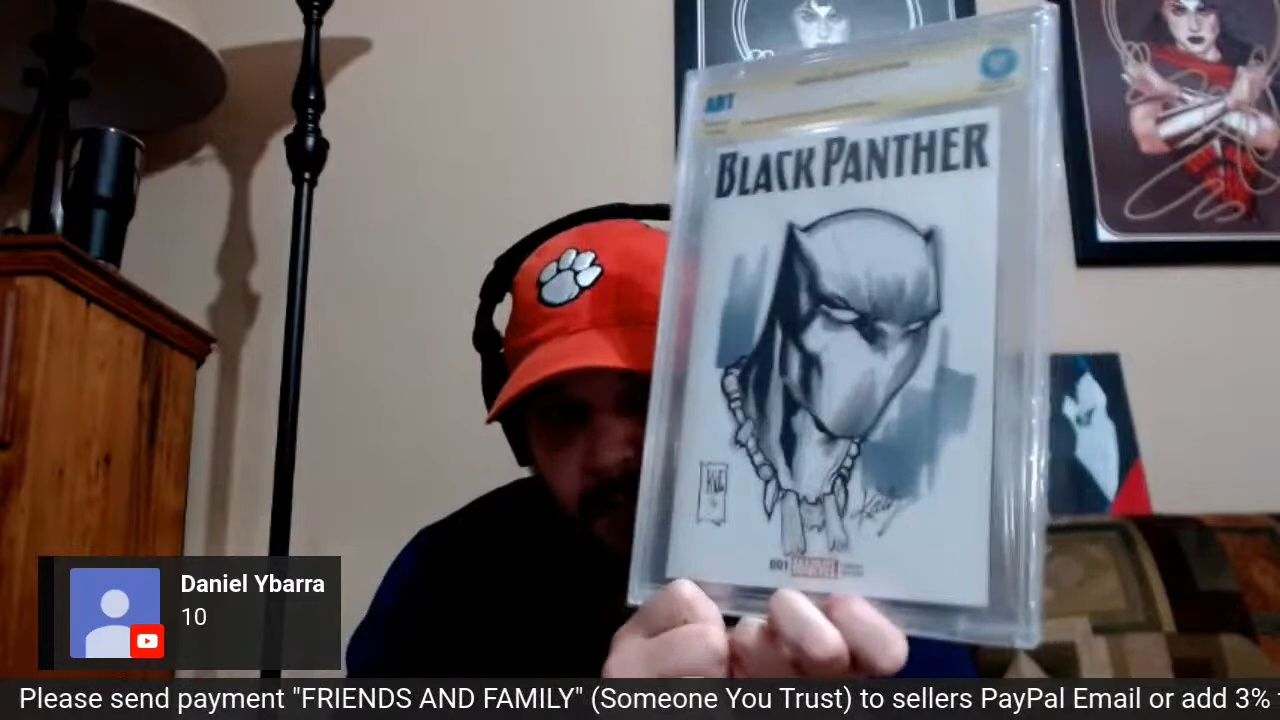 ART
BLACK PANTHER
001 MARVEL
Daniel Ybarra
10
Please send payment "FRIENDS AND FAMILY" (Someone You Trust) to sellers PayPal Email or add 3%